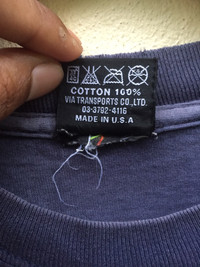 COTTON 100%
VIA TRANSPORTS CO.,LTD.
03-3792-4116
MADE IN U.S.A